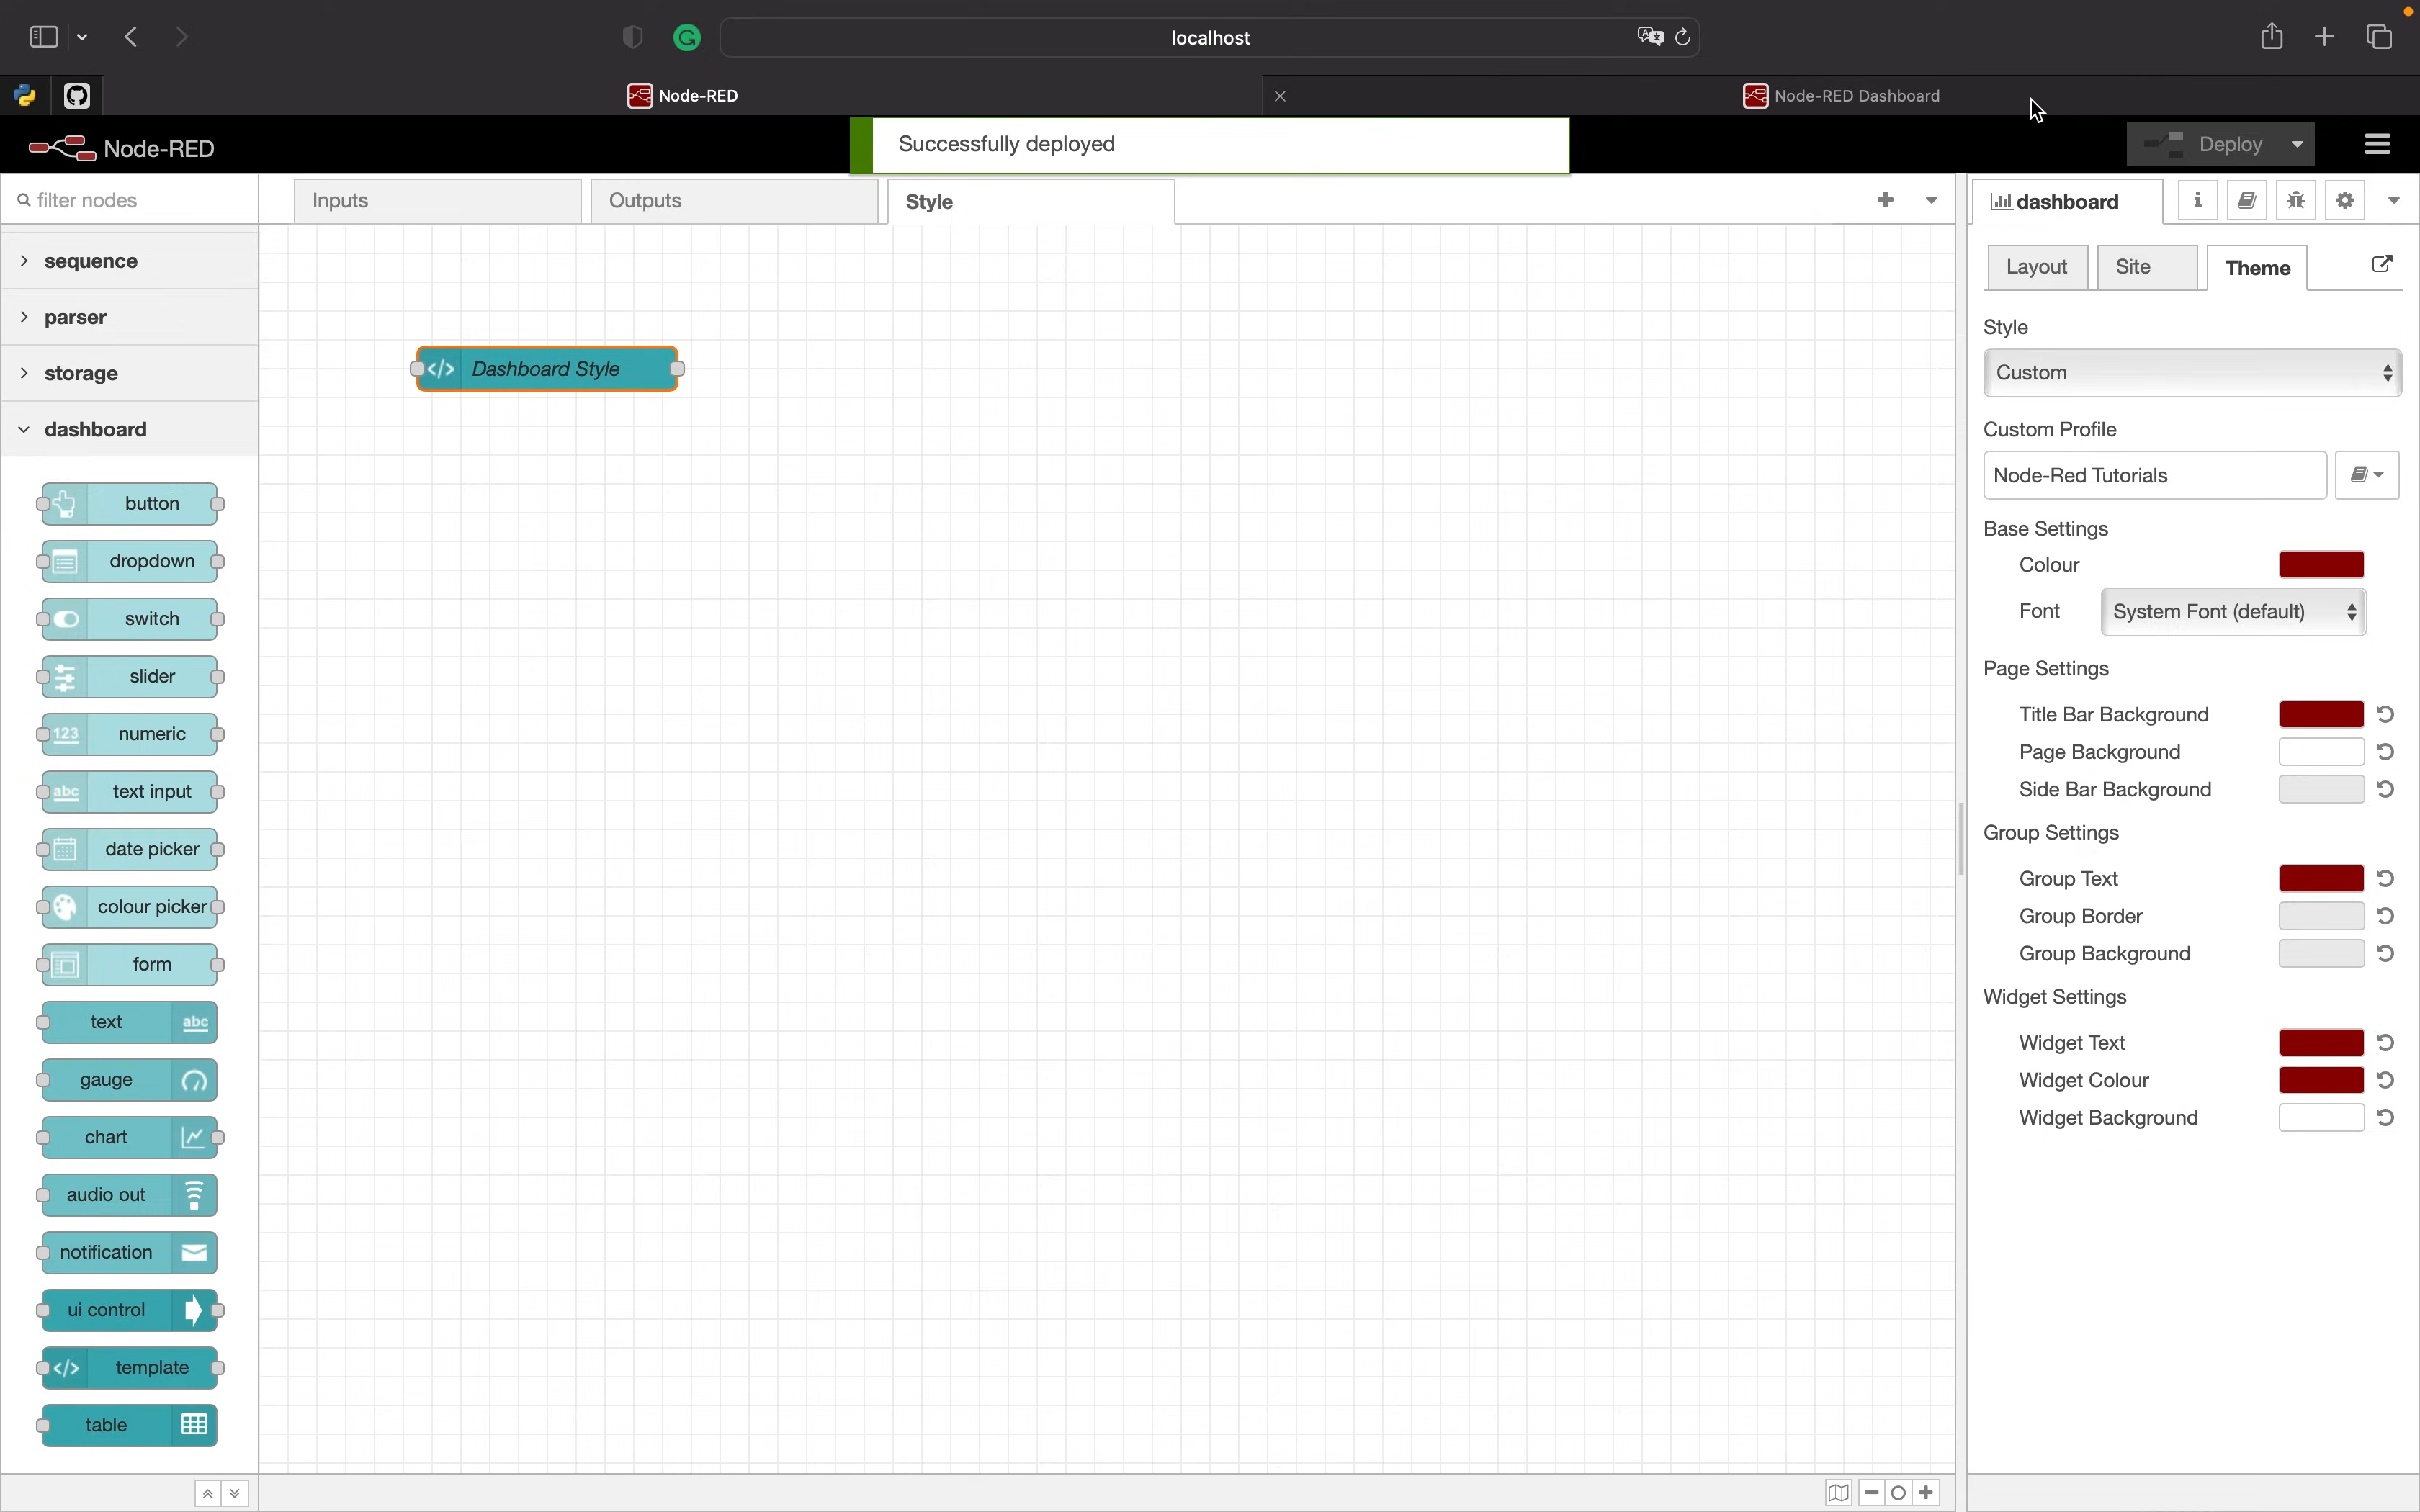 localhost
Node-RED
Node-RED Dashboard
Node-RED
Successfully deployed
Deploy
filter nodes
Inputs
Outputs
Style
dashboard
sequence
parser
storage
dashboard
button
dropdown
switch
slider
123 numeric
abc text input
date picker
colour picker
form
text abc
gauge
chart
audio out
notification
ui control
</> template
table
</> Dashboard Style
Layout
Site
Theme
Style
Custom
Custom Profile
Node-Red Tutorials
Base Settings
Colour
Font System Font (default)
Page Settings
Title Bar Background
Page Background
Side Bar Background
Group Settings
Group Text
Group Border
Group Background
Widget Settings
Widget Text
Widget Colour
Widget Background